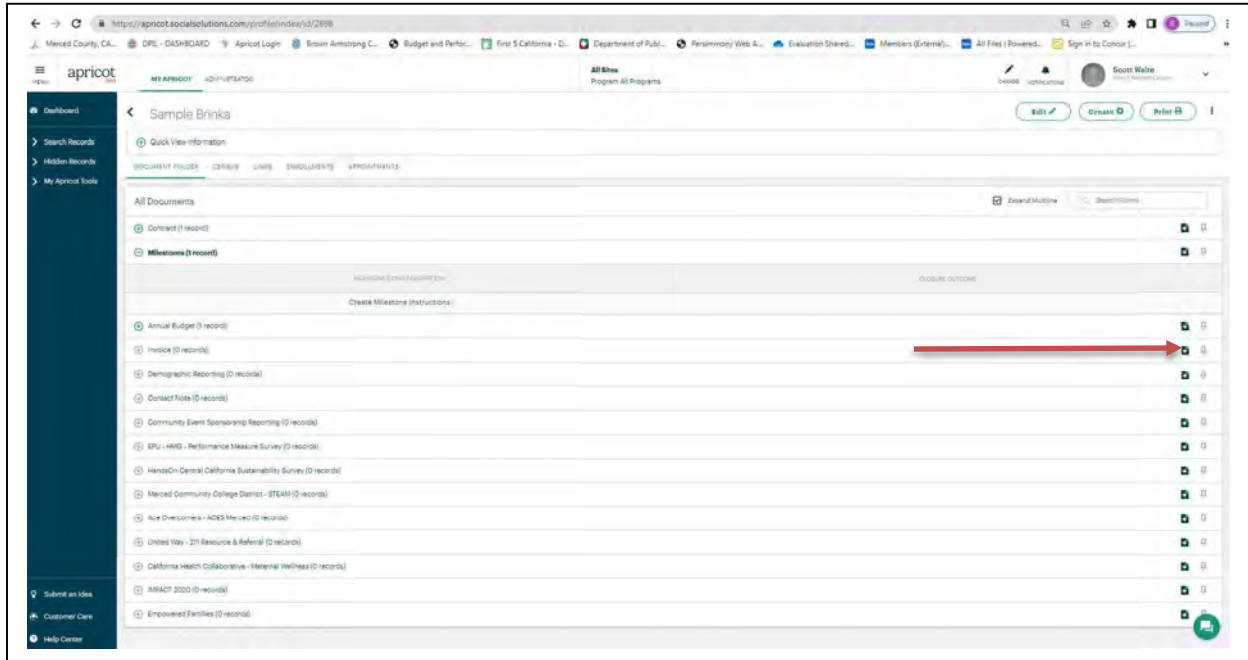 https://apricot.socialsolutions.com/profile/index/id/2898
Paused
Merced County, CA... DPIL - DASHBOARD Apricot Login Brown Armstrong C... Budget and Perfor... First 5 California - D... Department of Publ... Persimmony Web A... Evaluation Shared... Members (External)... All Files | Powered... Sign in to Concur |...
MENU apricot MY APRICOT ADMINISTRATOR All Sites Scott Waite
Program All Programs NOTIFICATIONS
Dashboard
Sample Brinka Edit Create Print
Search Records
Quick View Information
Hidden Records
DOCUMENT FOLDER LINKS ENROLLMENTS APPOINTMENTS
My Apricot Tools
All Documents Expand Multiline Search Forms
Contract (1 record)
Milestones (1 record)
CLOSURE OUTCOME
Create Milestone Instructions
Annual Budget (1 record)
Invoice (0 records)
Demographic Reporting (0 records)
Contact Note (0 records)
Community Event Sponsorship Reporting (0 records)
EPU - HMG - Performance Measure Survey (0 records)
HandsOn Central California Sustainability Survey (0 records)
Merced Community College District - STEAM (0 records)
Ace Overcomers - ACES Merced (0 records)
United Way - 211 Resource & Referral (0 records)
California Health Collaborative - Maternal Wellness (0 records)
IMPACT 2020 (0 records)
Empowered Families (0 records)
Submit an Idea
Customer Care
Help Center